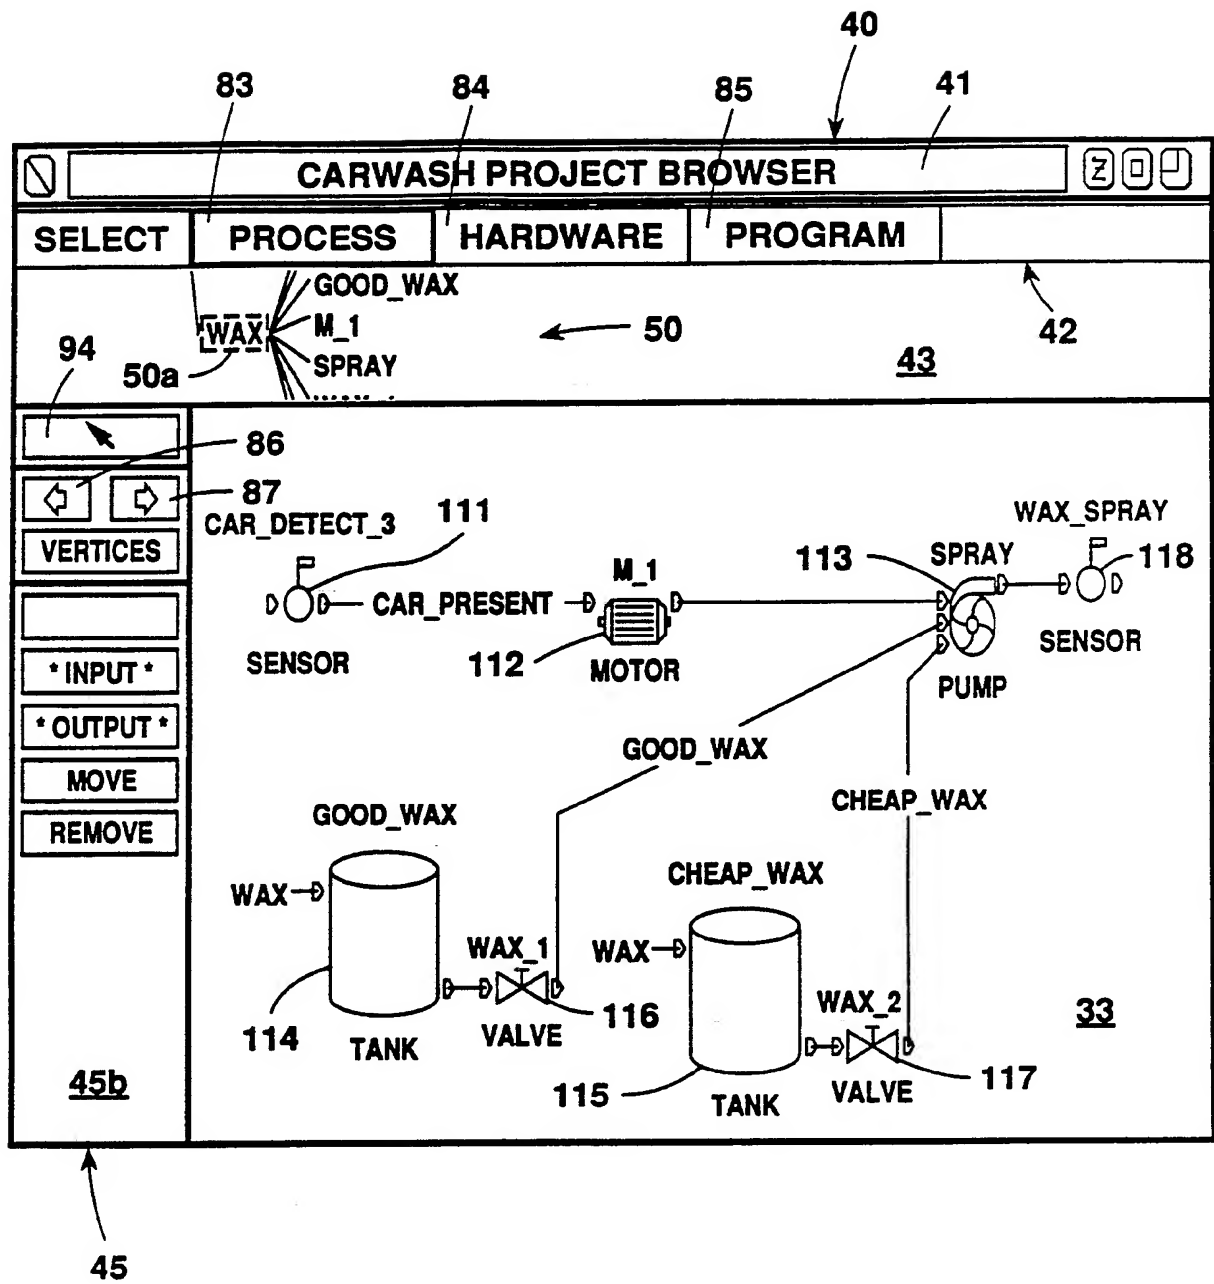 40
83
84
85
41
CARWASH PROJECT BROWSER
Z
SELECT PROCESS HARDWARE PROGRAM
GOOD_WAX
WAX M_1
50
42
94
50a
SPRAY
43
86
87
VERTICES
* INPUT *
* OUTPUT *
MOVE
REMOVE
CAR_DETECT_3
111
CAR_PRESENT
SENSOR
M_1
112
MOTOR
113
SPRAY
WAX_SPRAY
118
SENSOR
PUMP
GOOD_WAX
CHEAP_WAX
GOOD_WAX
WAX
114
TANK
WAX_1
VALVE
116
CHEAP_WAX
WAX
115
TANK
WAX_2
VALVE
117
33
45b
45